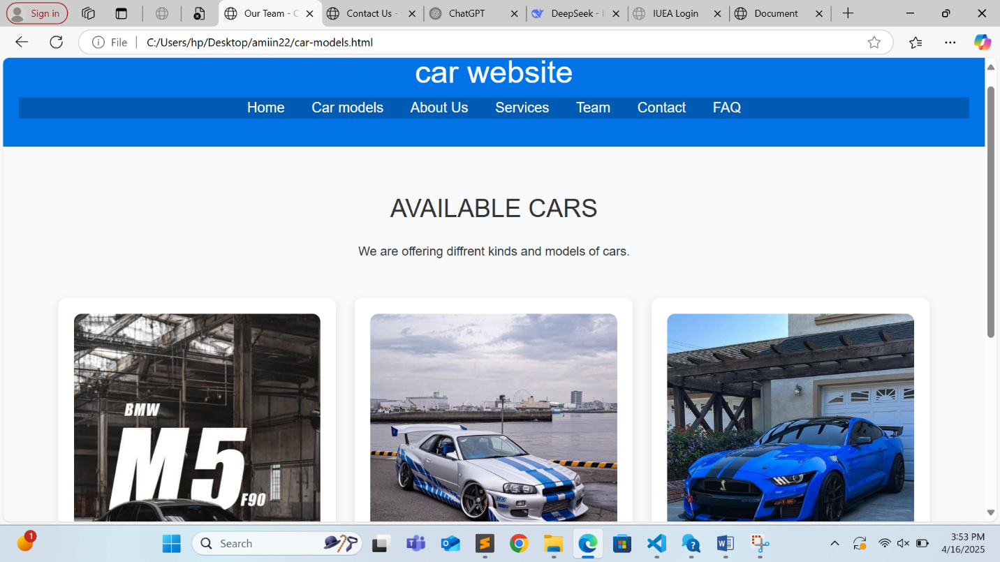 Sign in
Our Team - C
Contact Us -
ChatGPT
DeepSeek - I
IUEA Login
Document
File
C:/Users/hp/Desktop/amiin22/car-models.html
car website
Home Car models About Us Services Team Contact FAQ
AVAILABLE CARS
We are offering diffrent kinds and models of cars.
BMW
M5
F90
1
Search
3:53 PM
4/16/2025